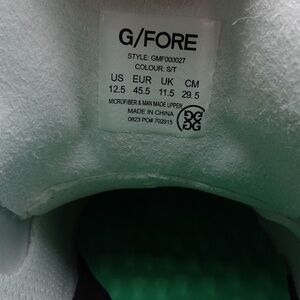 G/FORE
STYLE: GMF000027
COLOUR: S/T
US EUR UK CM
12.5 45.5 11.5 29.5
MICROFIBER & MAN MADE UPPER
MADE IN CHINA
0823 PO# 702915